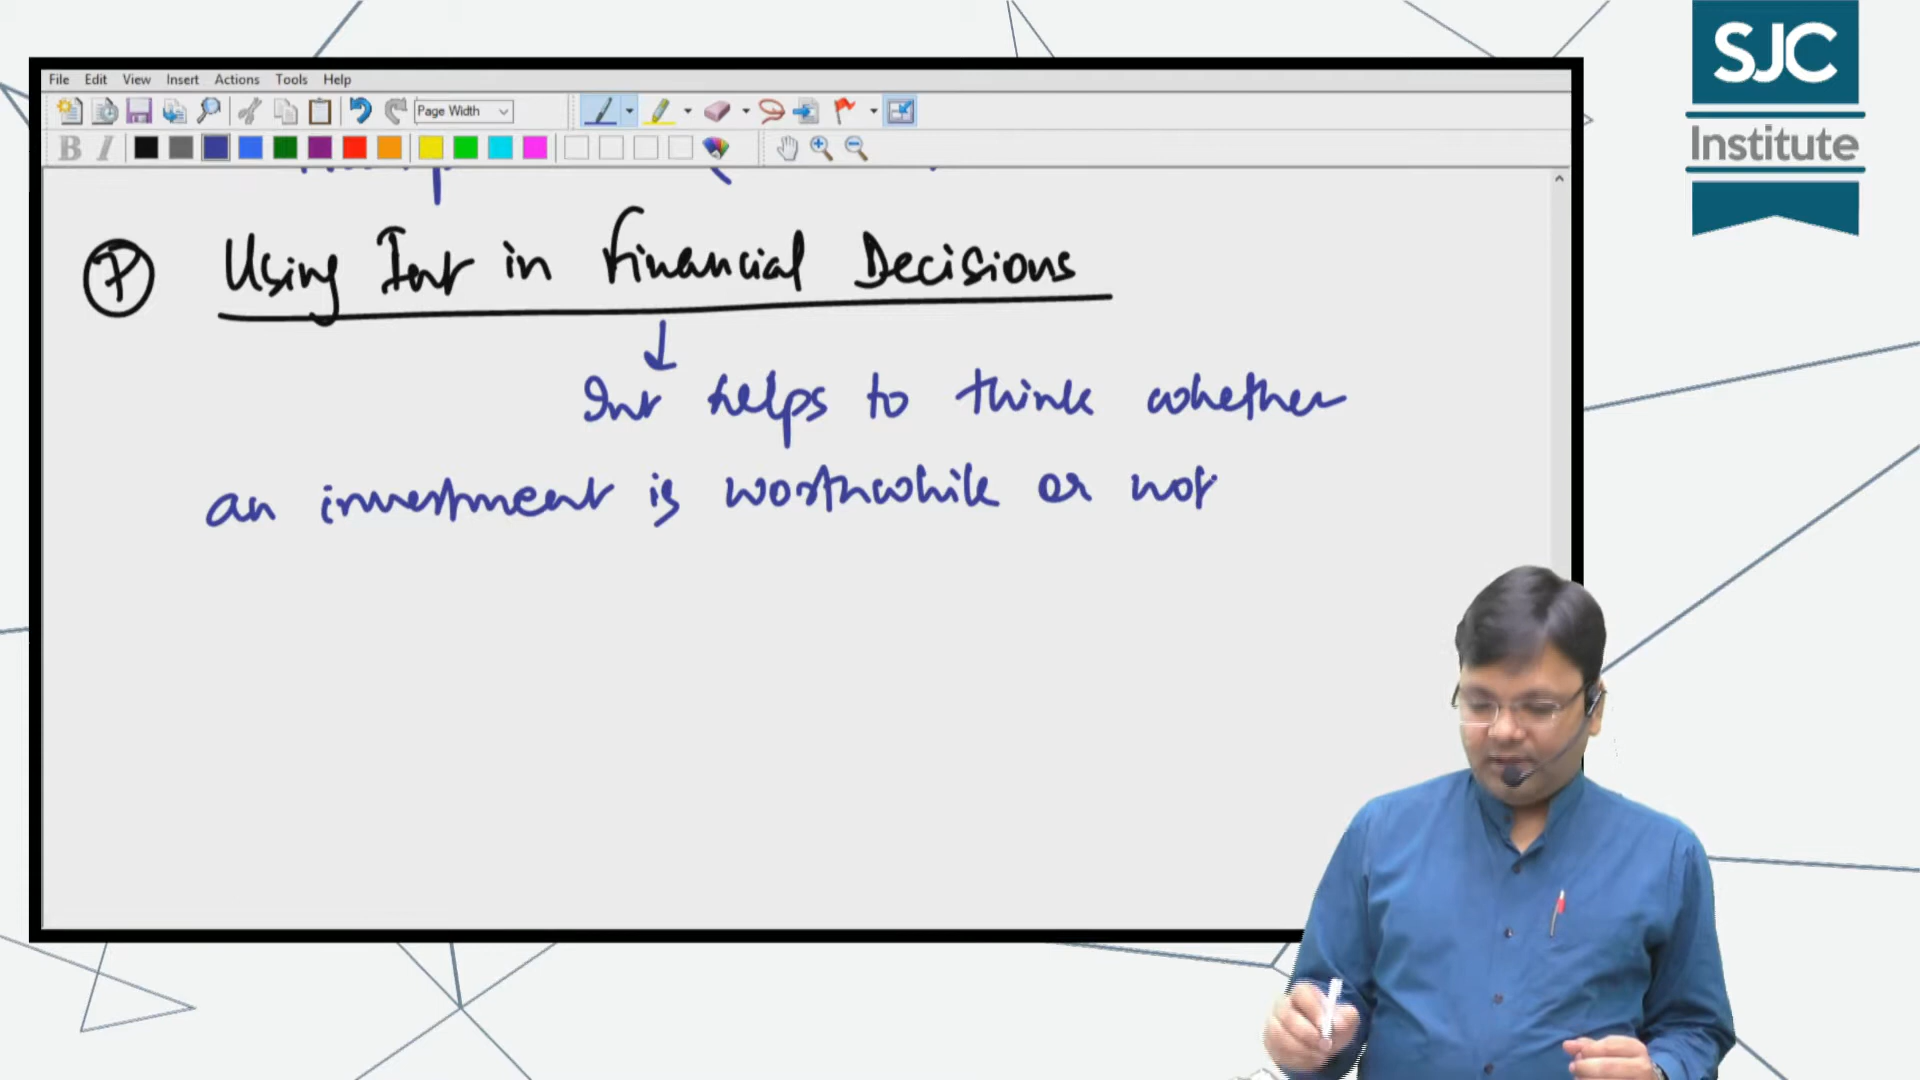 SJC
Institute
File Edit View Insert Actions Tools Help
Page Width
B I
7 Using Int in Financial Decisions
Int helps to think whether
an investment is worthwhile or not